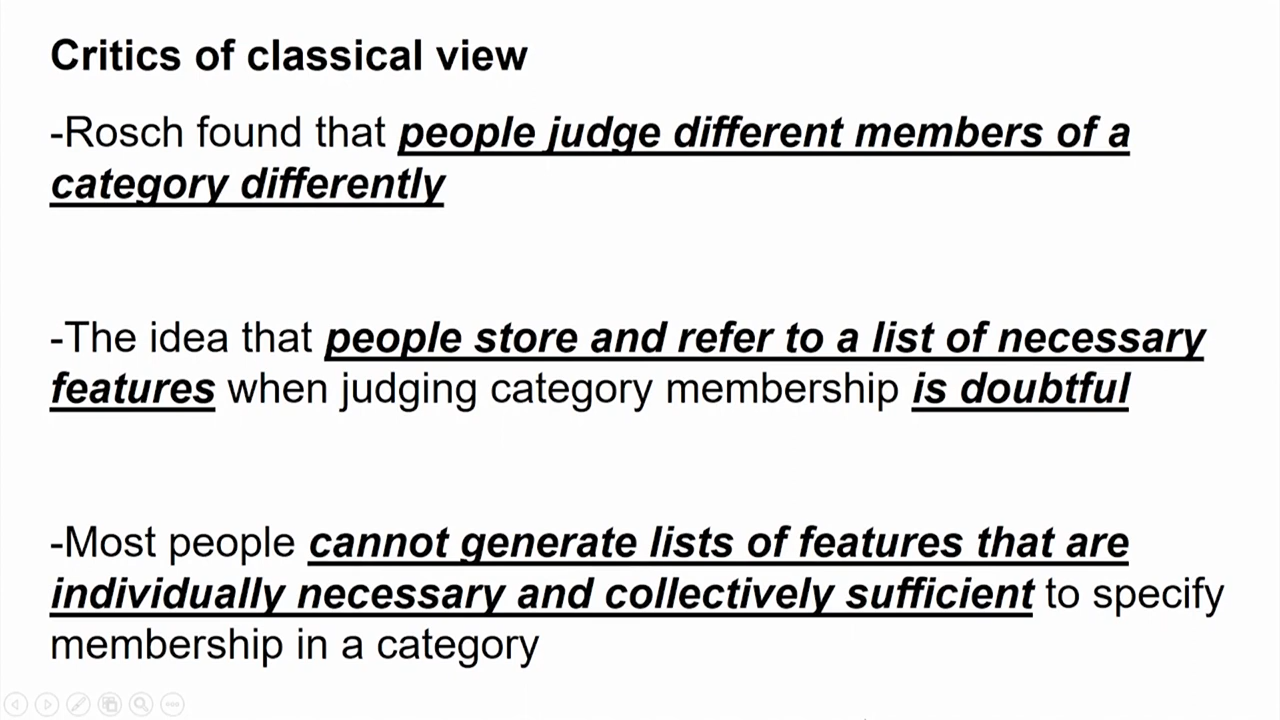 Critics of classical view
-Rosch found that people judge different members of a
category differently
-The idea that people store and refer to a list of necessary
features when judging category membership is doubtful
-Most people cannot generate lists of features that are
individually necessary and collectively sufficient to specify
membership in a category